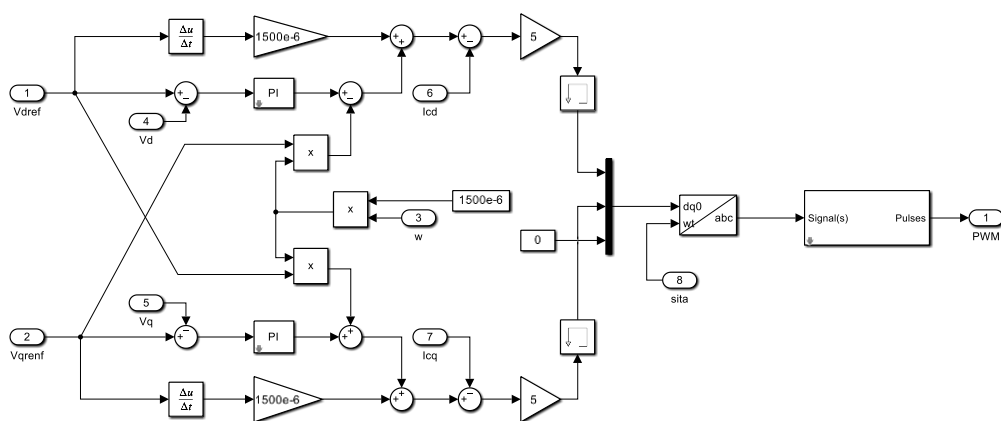 Δu
Δt
1500e-6
5
1
Vdref
PI
6
Icd
4
Vd
x
x
1500e-6
3
w
x
0
dq0
wt
abc
Signal(s)
Pulses
1
PWM
8
sita
5
Vq
2
Vqrenf
PI
7
Icq
Δu
Δt
1500e-6
5